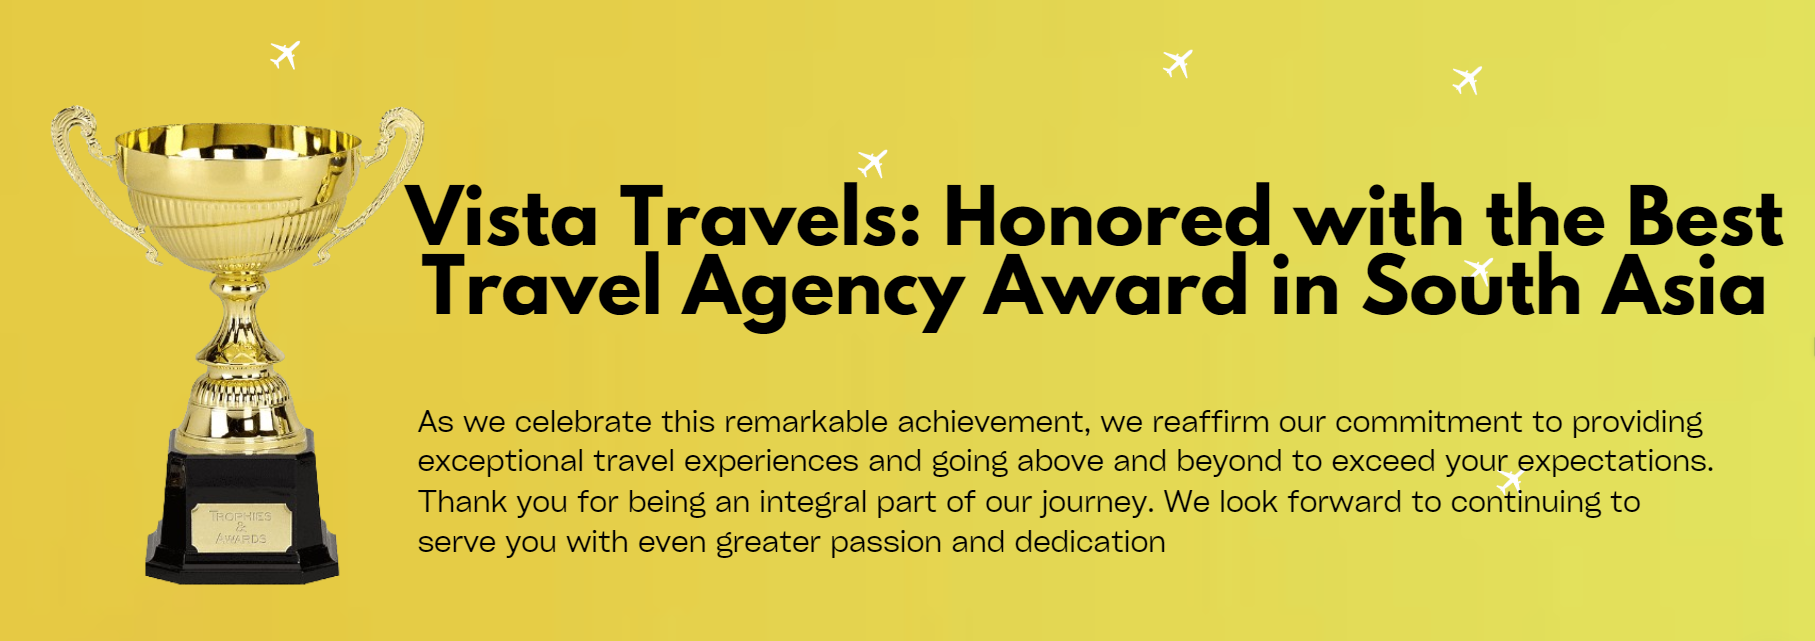 Vista Travels: Honored with the Best
Travel Agency Award in South Asia
As we celebrate this remarkable achievement, we reaffirm our commitment to providing
exceptional travel experiences and going above and beyond to exceed your expectations.
Thank you for being an integral part of our journey. We look forward to continuing to
serve you with even greater passion and dedication
TROPHIES
&
AWARDS